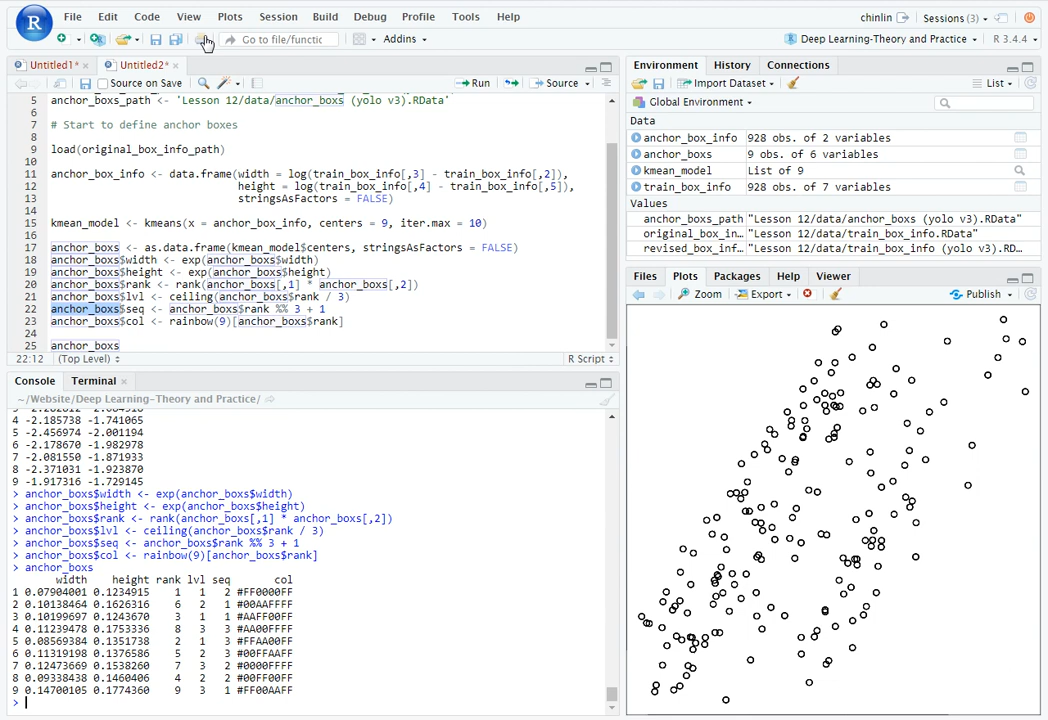 File Edit Code View Plots Session Build Debug Profile Tools Help
chinlin Sessions (3)
Go to file/functic Addins
Deep Learning-Theory and Practice R 3.4.4
Untitled1* Untitled2*
Source on Save Run Source
5 anchor_boxs_path <- 'Lesson 12/data/anchor_boxs (yolo v3).RData'
6
7 # Start to define anchor boxes
8
9 load(original_box_info_path)
10
11 anchor_box_info <- data.frame(width = log(train_box_info[,3] - train_box_info[,2]),
12 height = log(train_box_info[,4] - train_box_info[,5]),
13 stringsAsFactors = FALSE)
14
15 kmean_model <- kmeans(x = anchor_box_info, centers = 9, iter.max = 10)
16
17 anchor_boxs <- as.data.frame(kmean_model$centers, stringsAsFactors = FALSE)
18 anchor_boxs$width <- exp(anchor_boxs$width)
19 anchor_boxs$height <- exp(anchor_boxs$height)
20 anchor_boxs$rank <- rank(anchor_boxs[,1] * anchor_boxs[,2])
21 anchor_boxs$lvl <- ceiling(anchor_boxs$rank / 3)
22 anchor_boxs$seq <- anchor_boxs$rank %% 3 + 1
23 anchor_boxs$col <- rainbow(9)[anchor_boxs$rank]
24
25 anchor_boxs
22:12 (Top Level) R Script
Console Terminal
~/Website/Deep Learning-Theory and Practice/
4 -2.185738 -1.741065
5 -2.456974 -2.001194
6 -2.178670 -1.982978
7 -2.081550 -1.871933
8 -2.371031 -1.923870
9 -1.917316 -1.729145
> anchor_boxs$width <- exp(anchor_boxs$width)
> anchor_boxs$height <- exp(anchor_boxs$height)
> anchor_boxs$rank <- rank(anchor_boxs[,1] * anchor_boxs[,2])
> anchor_boxs$lvl <- ceiling(anchor_boxs$rank / 3)
> anchor_boxs$seq <- anchor_boxs$rank %% 3 + 1
> anchor_boxs$col <- rainbow(9)[anchor_boxs$rank]
> anchor_boxs
width height rank lvl seq col
1 0.07904001 0.1234915 1 1 2 #FF0000FF
2 0.10138464 0.1626316 6 2 1 #00AAFFFF
3 0.10199697 0.1243670 3 1 1 #AAFF00FF
4 0.11239478 0.1753336 8 3 3 #AA00FFFF
5 0.08569384 0.1351738 2 1 3 #FFAA00FF
6 0.11319198 0.1376586 5 2 3 #00FFAAFF
7 0.12473669 0.1538260 7 3 2 #0000FFFF
8 0.09338438 0.1460406 4 2 2 #00FF00FF
9 0.14700105 0.1774360 9 3 1 #FF00AAFF
>
Environment History Connections
Import Dataset List
Global Environment
Data
anchor_box_info 928 obs. of 2 variables
anchor_boxs 9 obs. of 6 variables
kmean_model List of 9
train_box_info 928 obs. of 7 variables
Values
anchor_boxs_path "Lesson 12/data/anchor_boxs (yolo v3).RData"
original_box_in… "Lesson 12/data/train_box_info.RData"
revised_box_inf… "Lesson 12/data/train_box_info (yolo v3).RD…
Files Plots Packages Help Viewer
Zoom Export Publish